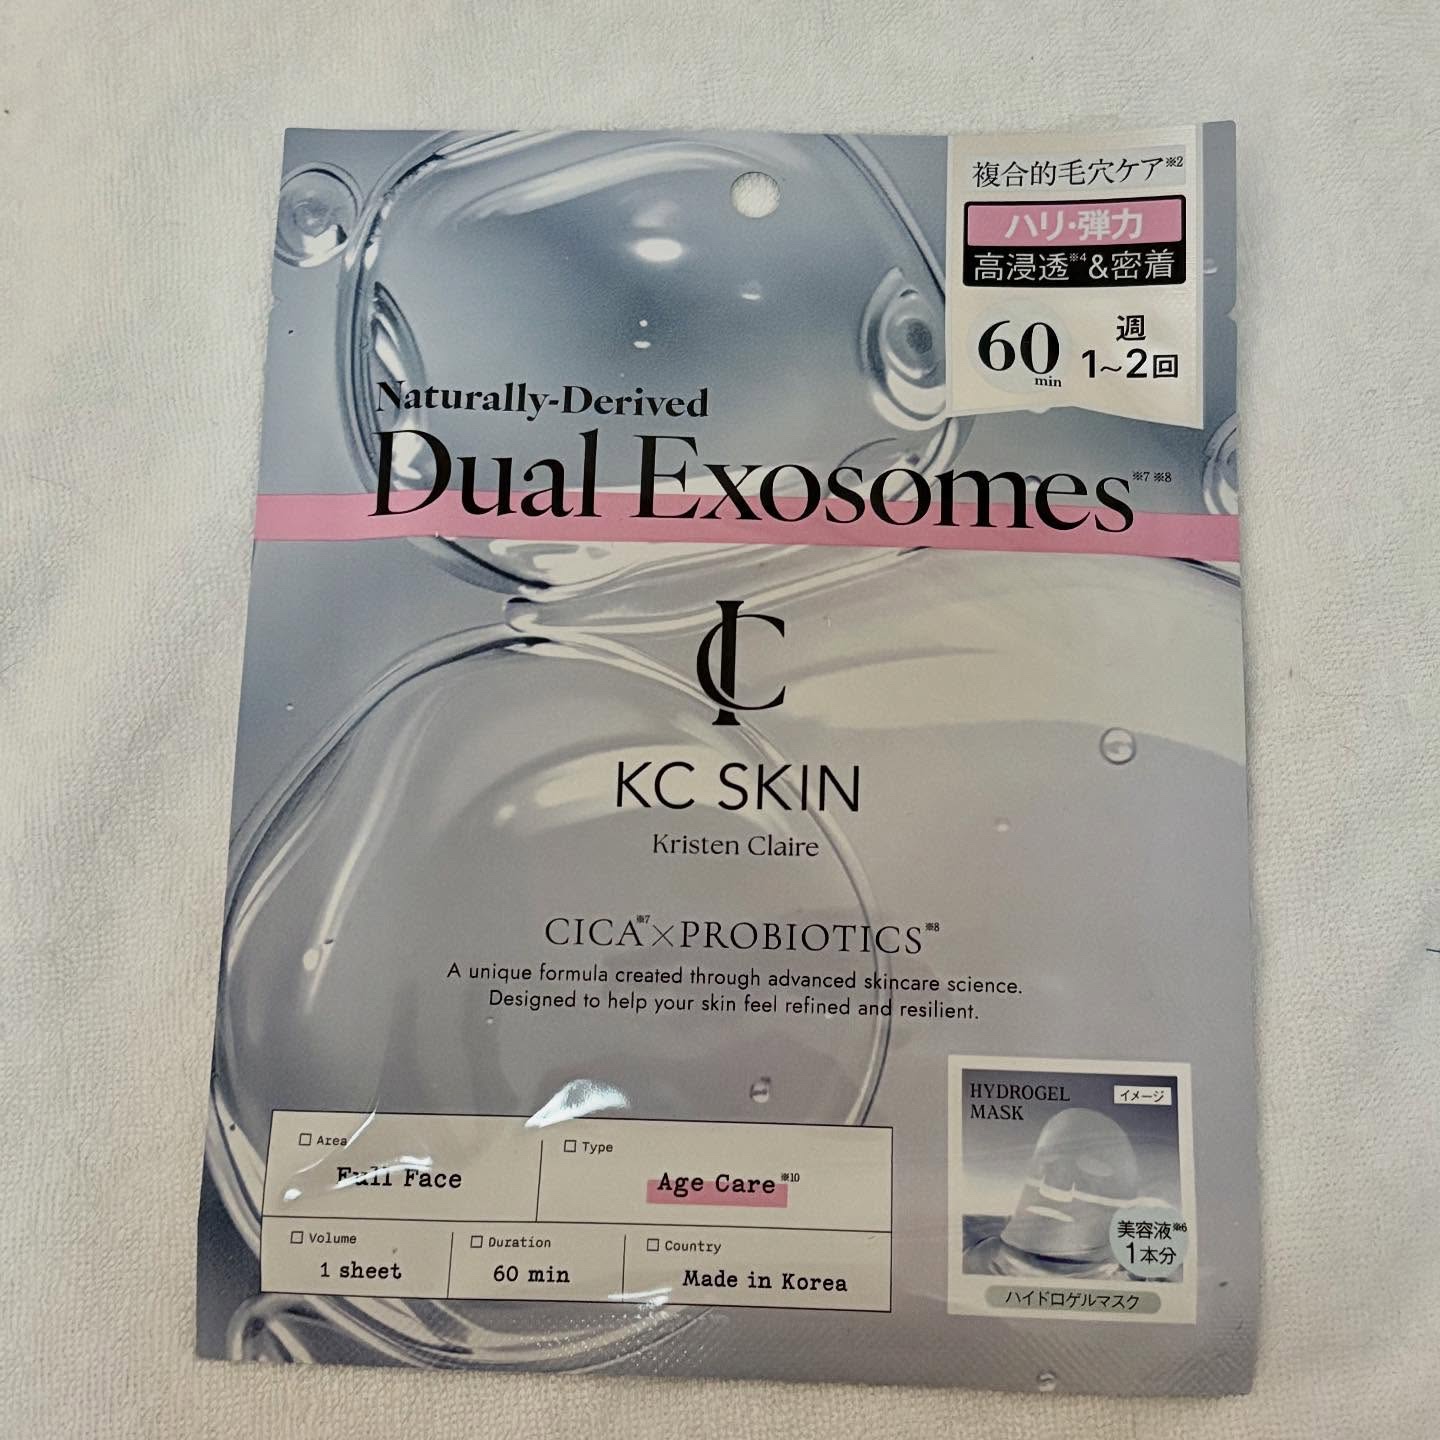 複合的毛穴ケア※2
ハリ・弾力
高浸透※4&密着
60min
週
1~2回
Naturally-Derived
Dual Exosomes※7 ※8
KC SKIN
Kristen Claire
CICA※7×PROBIOTICS※8
A unique formula created through advanced skincare science.
Designed to help your skin feel refined and resilient.
Area
Full Face
Type
Age Care※10
Volume
1 sheet
Duration
60 min
Country
Made in Korea
HYDROGEL
MASK
イメージ
美容液※6
1本分
ハイドロゲルマスク